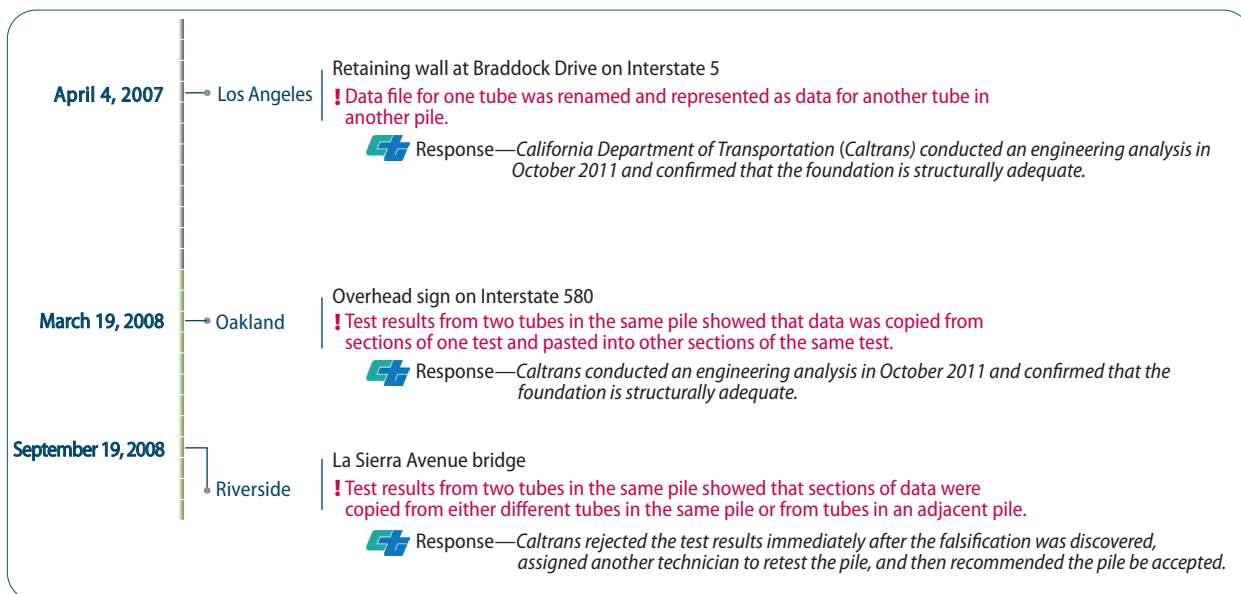 April 4, 2007
Los Angeles
Retaining wall at Braddock Drive on Interstate 5
! Data file for one tube was renamed and represented as data for another tube in
another pile.
ct Response—California Department of Transportation (Caltrans) conducted an engineering analysis in
October 2011 and confirmed that the foundation is structurally adequate.
March 19, 2008
Oakland
Overhead sign on Interstate 580
! Test results from two tubes in the same pile showed that data was copied from
sections of one test and pasted into other sections of the same test.
ct Response—Caltrans conducted an engineering analysis in October 2011 and confirmed that the
foundation is structurally adequate.
September 19, 2008
Riverside
La Sierra Avenue bridge
! Test results from two tubes in the same pile showed that sections of data were
copied from either different tubes in the same pile or from tubes in an adjacent pile.
ct Response—Caltrans rejected the test results immediately after the falsification was discovered,
assigned another technician to retest the pile, and then recommended the pile be accepted.